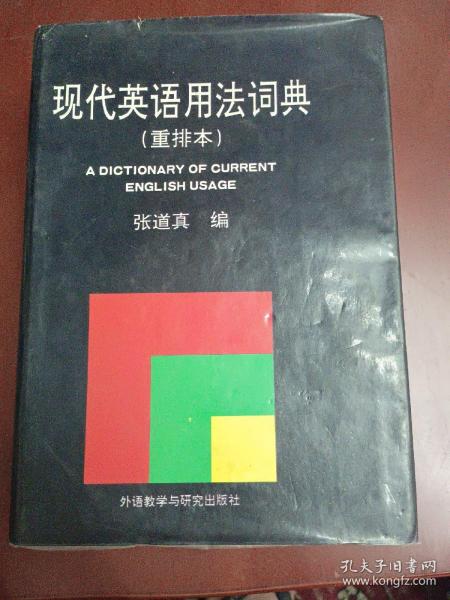 现代英语用法词典
(重排本)
A DICTIONARY OF CURRENT
ENGLISH USAGE
张道真 编
外语教学与研究出版社
孔夫子旧书网
www.kongfz.com